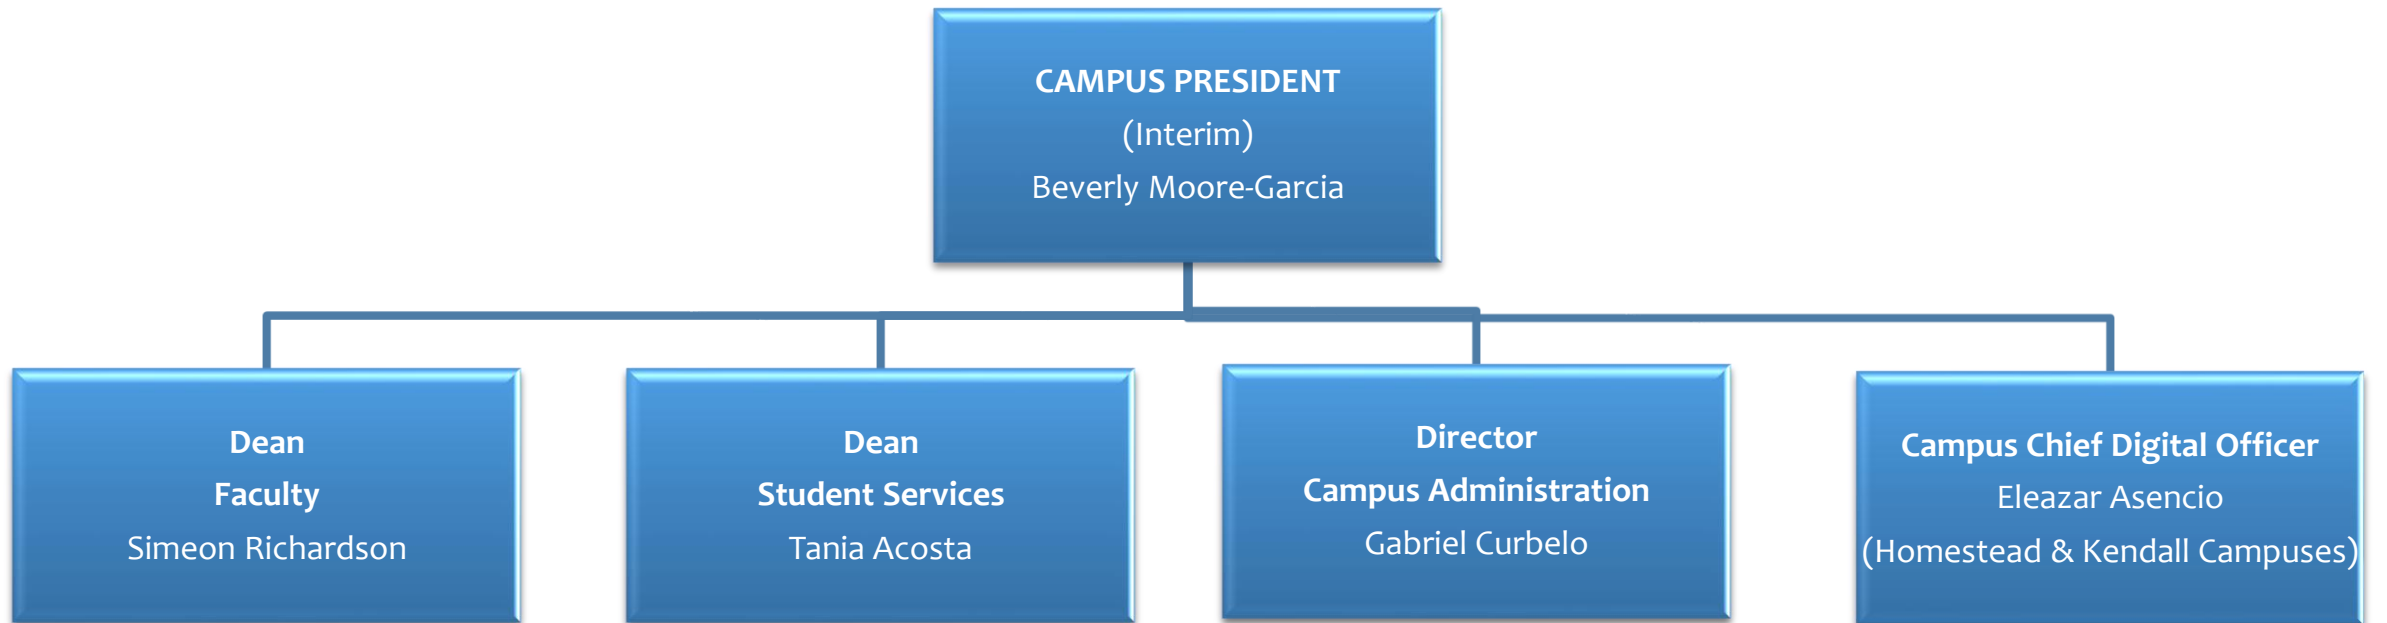 CAMPUS PRESIDENT
(Interim)
Beverly Moore-Garcia
Dean
Faculty
Simeon Richardson
Dean
Student Services
Tania Acosta
Director
Campus Administration
Gabriel Curbelo
Campus Chief Digital Officer
Eleazar Asencio
(Homestead & Kendall Campuses)